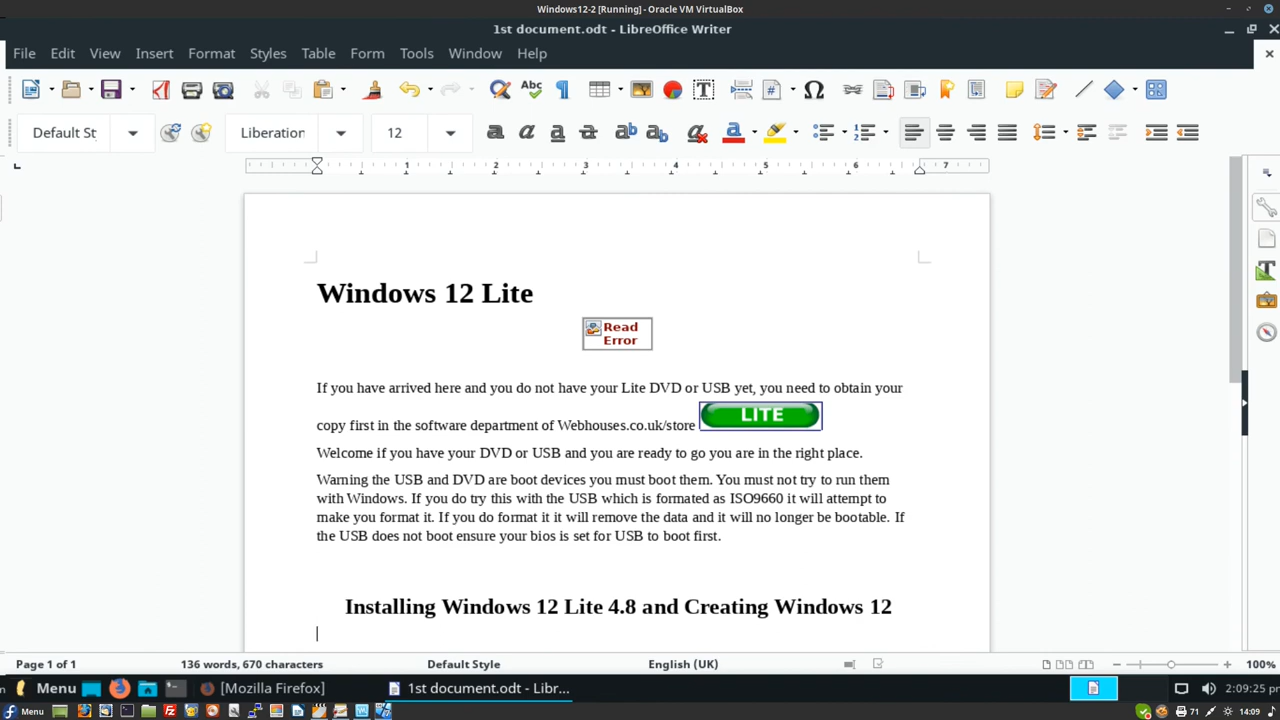 Windows12-2 [Running] - Oracle VM VirtualBox
1st document.odt - LibreOffice Writer
File Edit View Insert Format Styles Table Form Tools Window Help
Abc
Default St Liberation 12
1 2 3 4 5 6 7
Windows 12 Lite
Read
Error
If you have arrived here and you do not have your Lite DVD or USB yet, you need to obtain your
copy first in the software department of Webhouses.co.uk/store LITE
Welcome if you have your DVD or USB and you are ready to go you are in the right place.
Warning the USB and DVD are boot devices you must boot them. You must not try to run them
with Windows. If you do try this with the USB which is formated as ISO9660 it will attempt to
make you format it. If you do format it it will remove the data and it will no longer be bootable. If
the USB does not boot ensure your bios is set for USB to boot first.
Installing Windows 12 Lite 4.8 and Creating Windows 12
Page 1 of 1 136 words, 670 characters Default Style English (UK) 100%
Menu [Mozilla Firefox] 1st document.odt - Libr... 2:09:25 pm
Menu 71 14:09